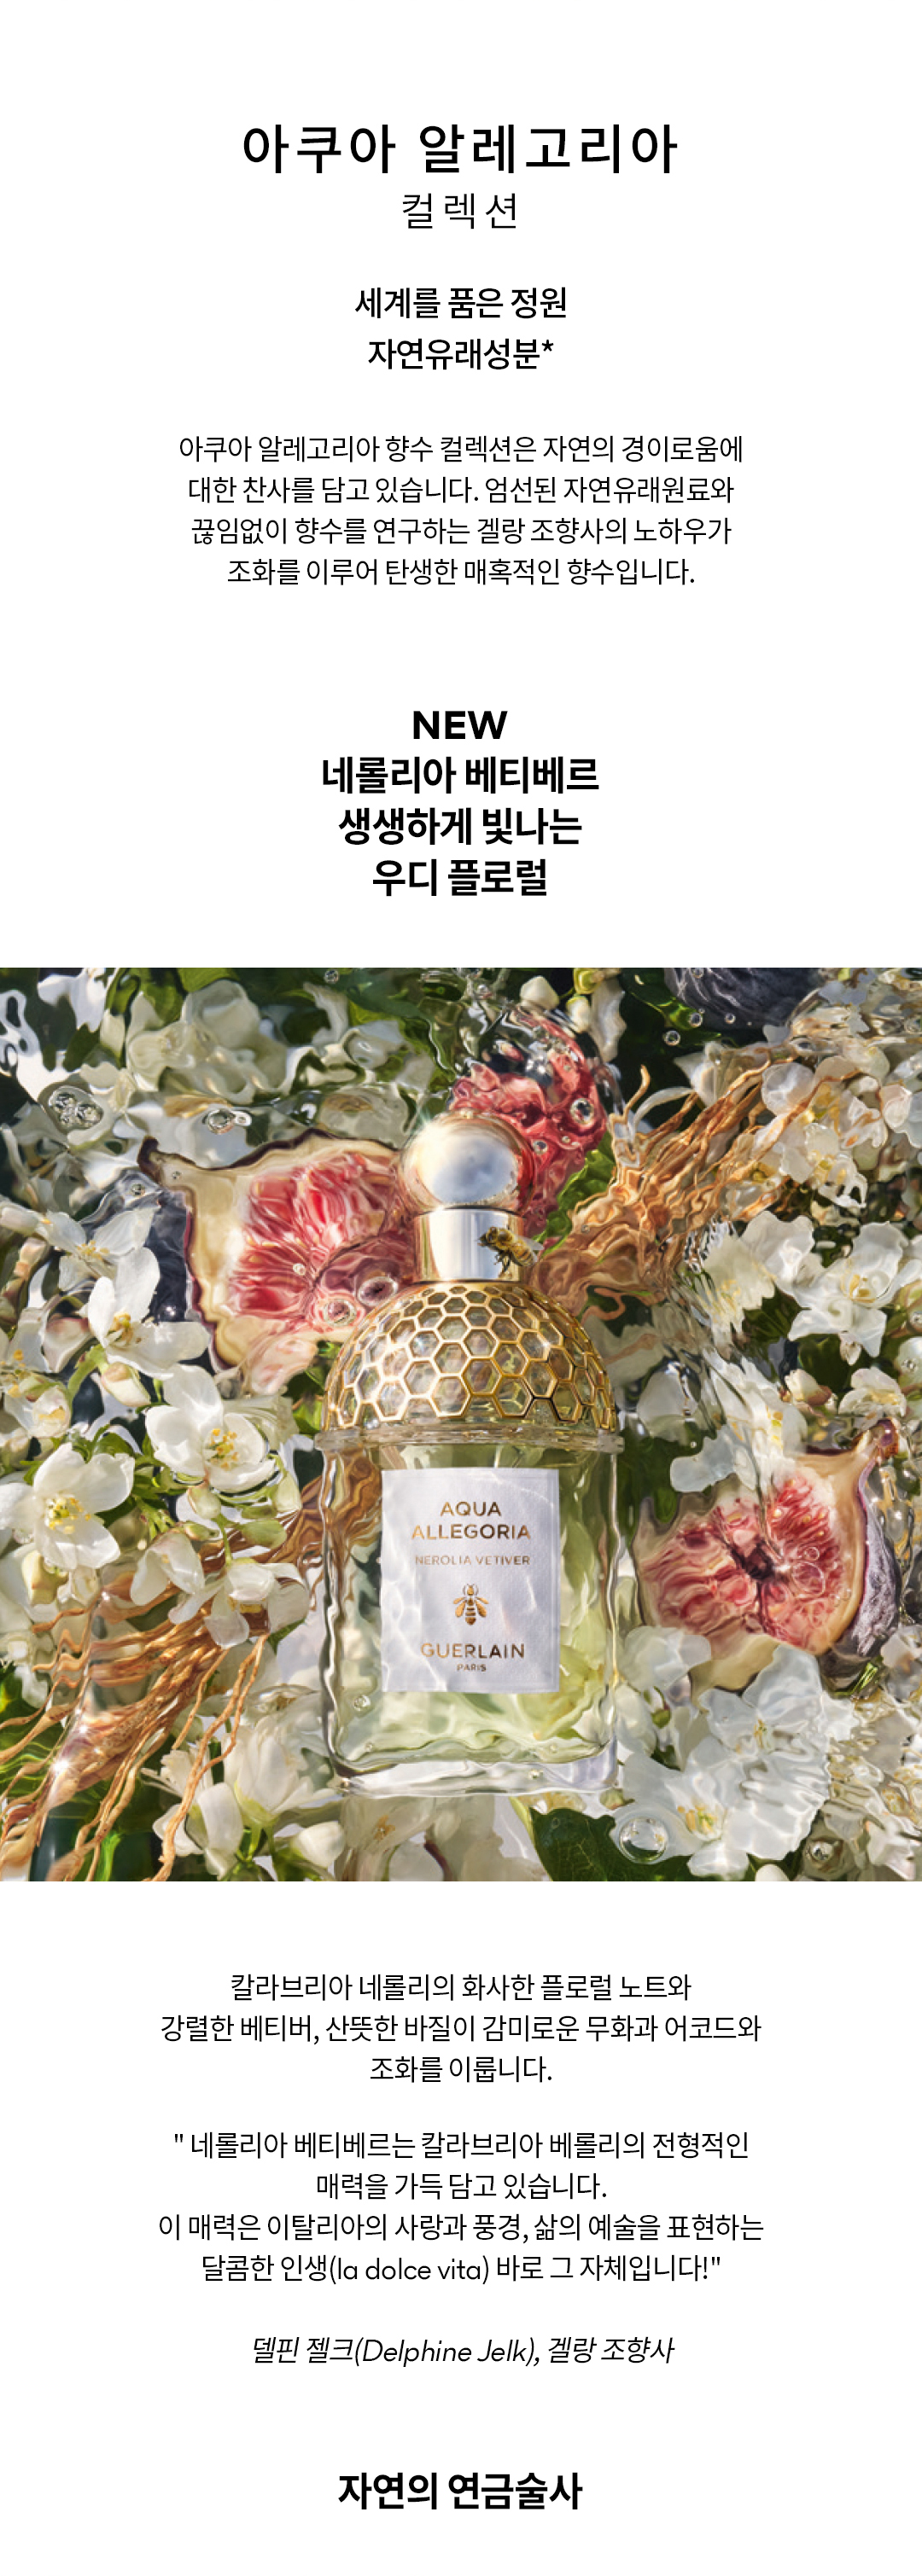 아쿠아 알레고리아
컬렉션
세계를 품은 정원
자연유래성분*
아쿠아 알레고리아 향수 컬렉션은 자연의 경이로움에
대한 찬사를 담고 있습니다. 엄선된 자연유래원료와
끊임없이 향수를 연구하는 겔랑 조향사의 노하우가
조화를 이루어 탄생한 매혹적인 향수입니다.
NEW
네롤리아 베티베르
생생하게 빛나는
우디 플로럴
AQUA
ALLEGORIA
NEROLIA VETIVER
GUERLAIN
PARIS
칼라브리아 네롤리의 화사한 플로럴 노트와
강렬한 베티버, 산뜻한 바질이 감미로운 무화과 어코드와
조화를 이룹니다.
" 네롤리아 베티베르는 칼라브리아 베롤리의 전형적인
매력을 가득 담고 있습니다.
이 매력은 이탈리아의 사랑과 풍경, 삶의 예술을 표현하는
달콤한 인생(la dolce vita) 바로 그 자체입니다!"
델핀 젤크(Delphine Jelk), 겔랑 조향사
자연의 연금술사